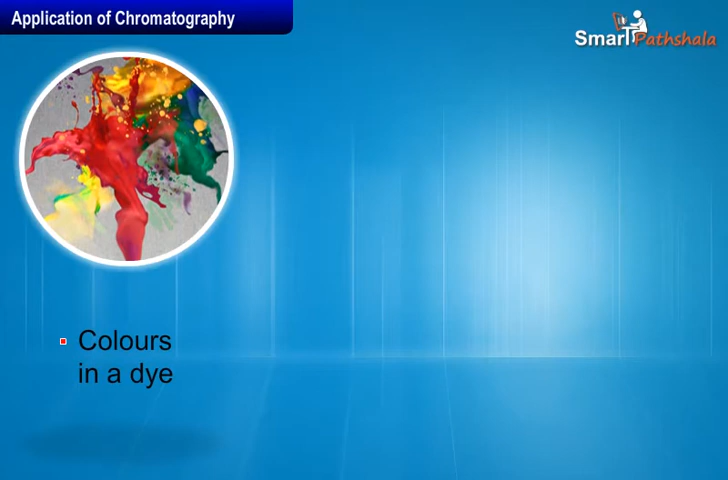 Application of Chromatography
SmartPathshala
Colours
in a dye